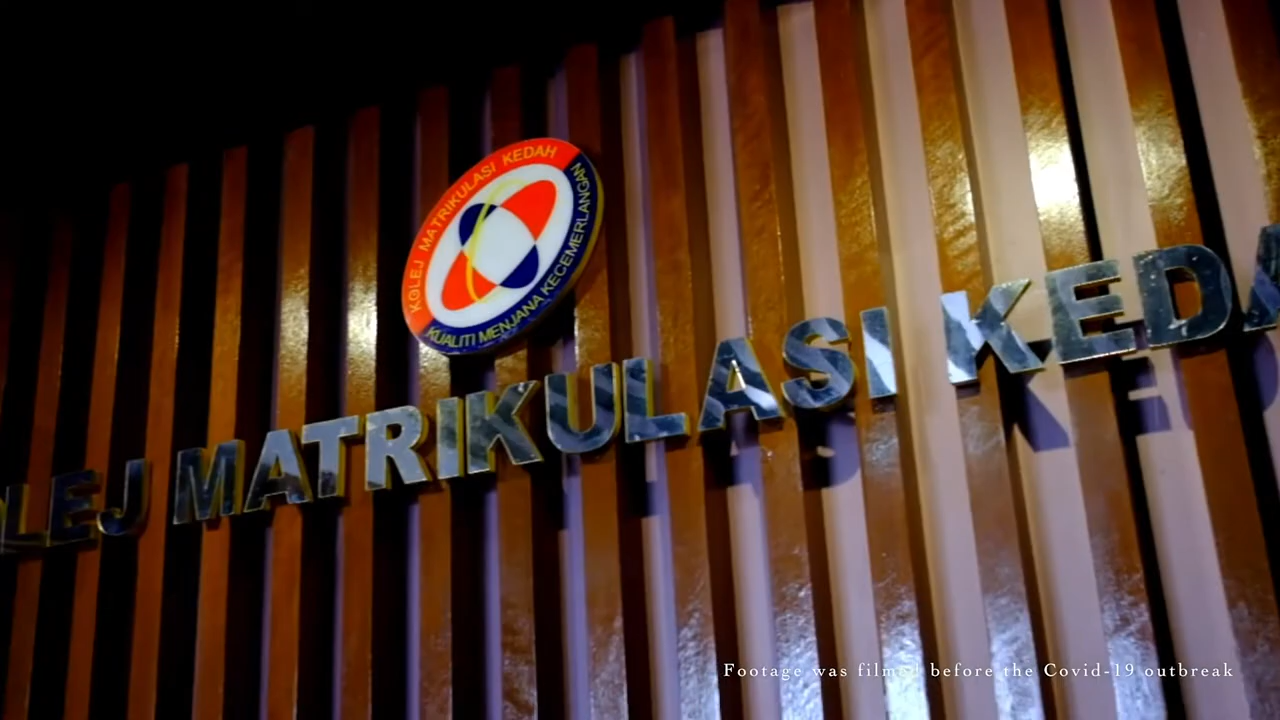 KOLEJ MATRIKULASI KEDAH
KUALITI MENJANA KECEMERLANGAN
LEJ MATRIKULASI KEDA
Footage was filmed before the Covid-19 outbreak